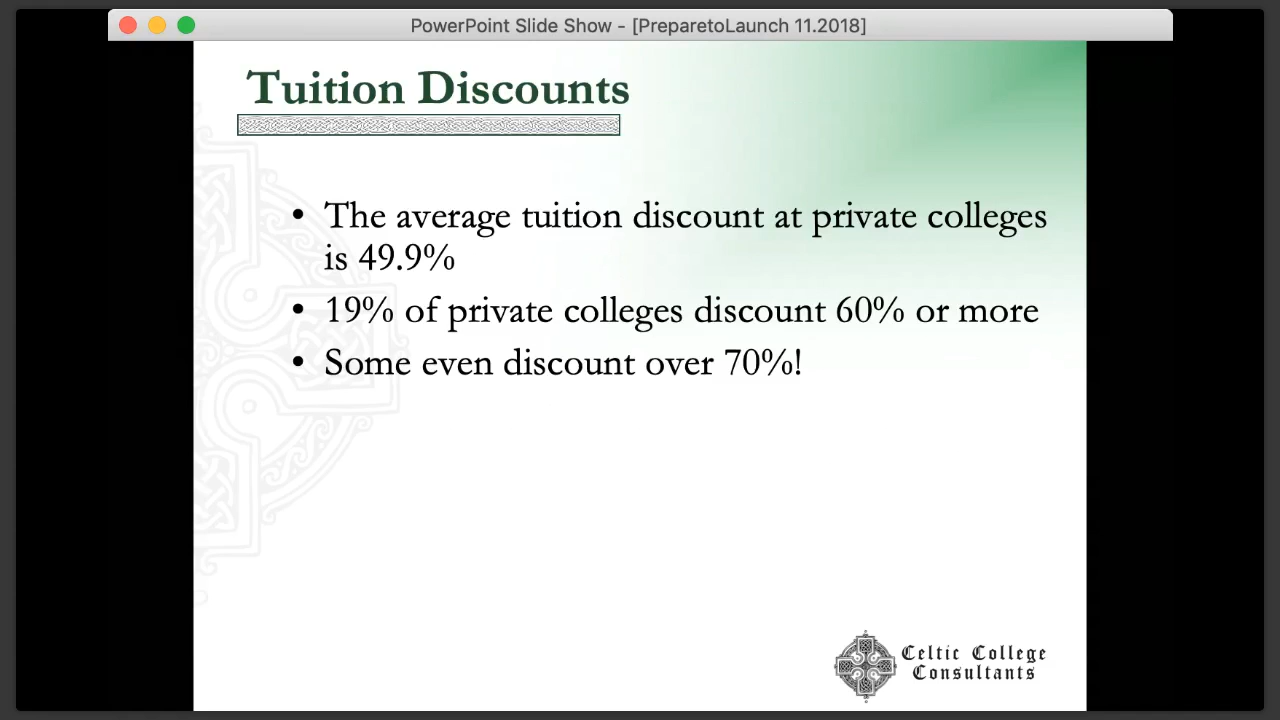 PowerPoint Slide Show - [PreparetoLaunch 11.2018]
Tuition Discounts
• The average tuition discount at private colleges
is 49.9%
• 19% of private colleges discount 60% or more
• Some even discount over 70%!
Celtic College
Consultants